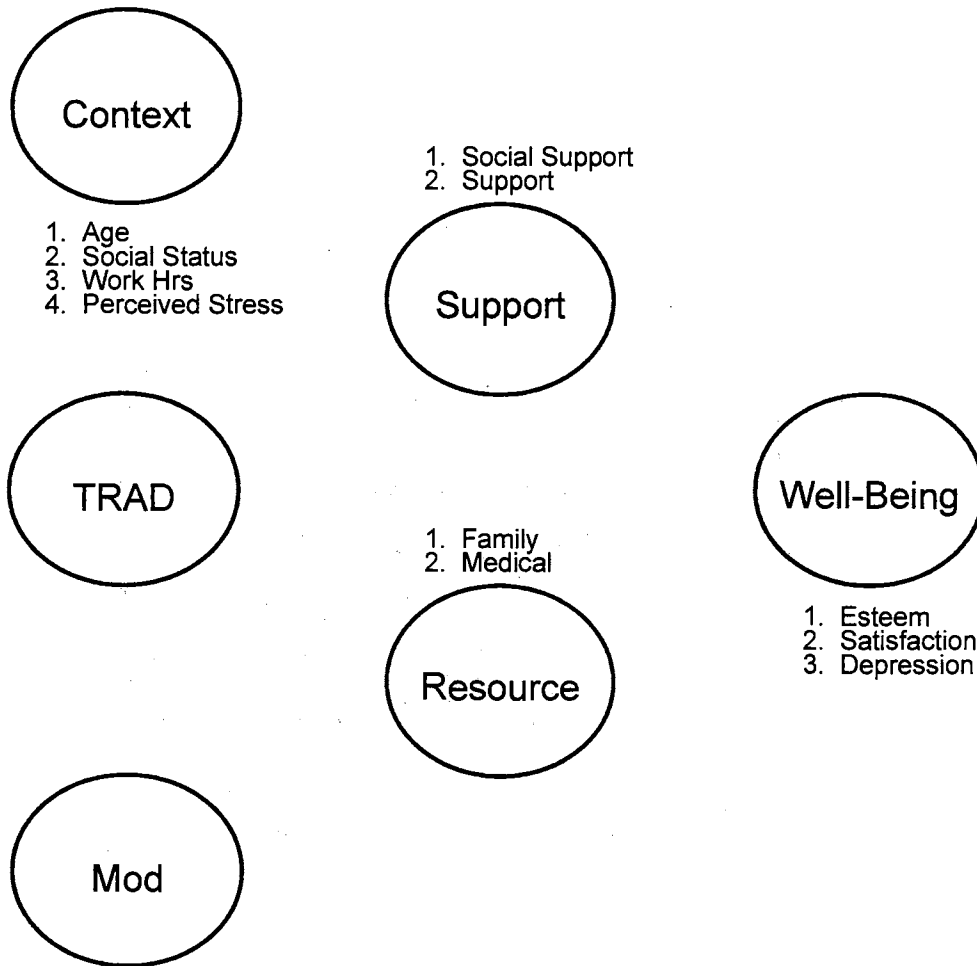 Context
1. Age
2. Social Status
3. Work Hrs
4. Perceived Stress
1. Social Support
2. Support
Support
TRAD
1. Family
2. Medical
Resource
Well-Being
1. Esteem
2. Satisfaction
3. Depression
Mod